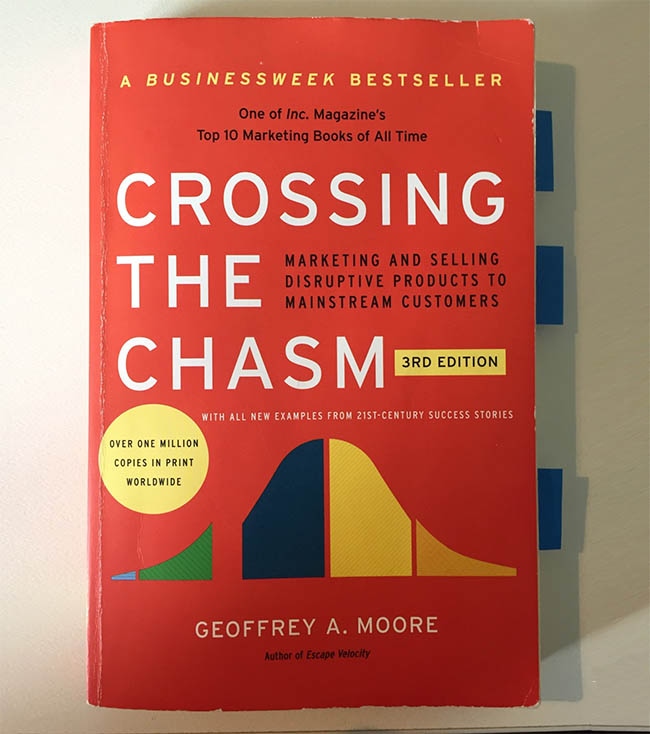 A BUSINESSWEEK BESTSELLER
One of Inc. Magazine's
Top 10 Marketing Books of All Time
CROSSING
THE
MARKETING AND SELLING
DISRUPTIVE PRODUCTS TO
MAINSTREAM CUSTOMERS
CHASM
3RD EDITION
WITH ALL NEW EXAMPLES FROM 21ST-CENTURY SUCCESS STORIES
OVER ONE MILLION
COPIES IN PRINT
WORLDWIDE
GEOFFREY A. MOORE
Author of Escape Velocity